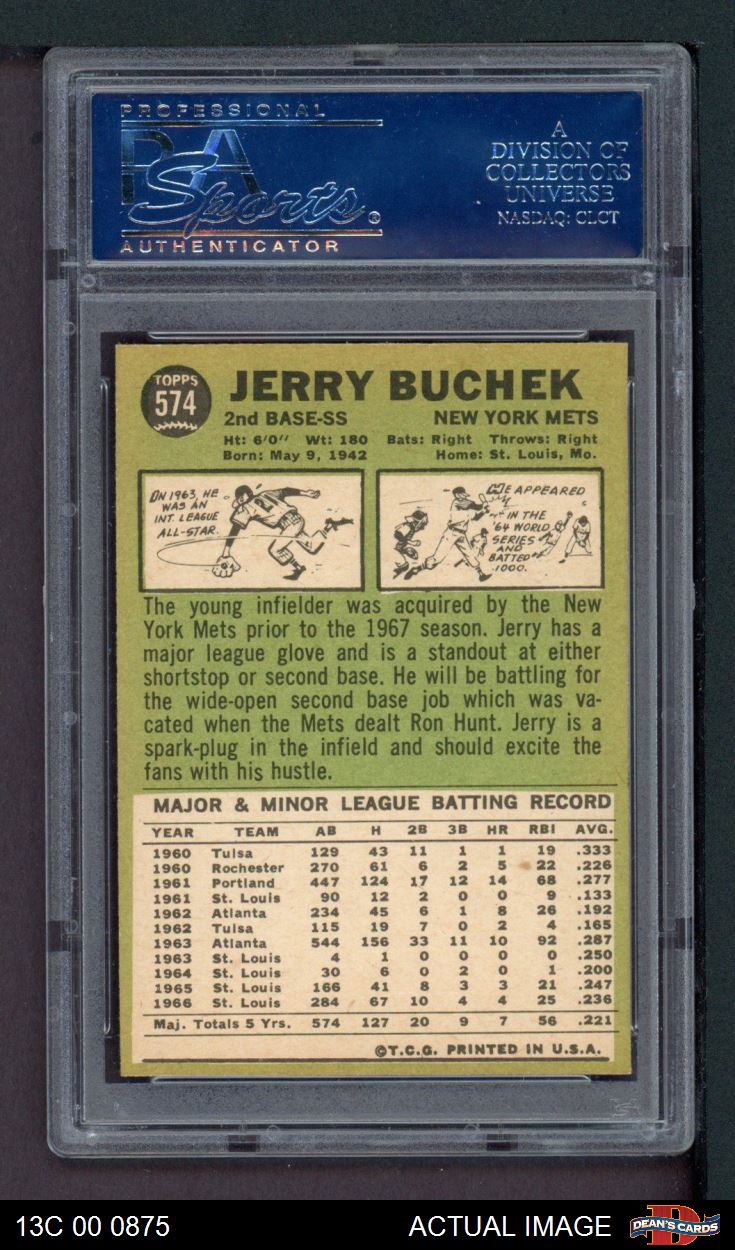 PROFESSIONAL
PSA
Sports®
AUTHENTICATOR
A
DIVISION OF
COLLECTORS
UNIVERSE
NASDAQ: CLCT
TOPPS
574
JERRY BUCHEK
2nd BASE-SS NEW YORK METS
Ht: 6'0" Wt: 180 Bats: Right Throws: Right
Born: May 9, 1942 Home: St. Louis, Mo.
IN 1963, HE
WAS AN
INT. LEAGUE
ALL-STAR.
HE APPEARED
IN THE
'64 WORLD
SERIES
AND
BATTED
1.000.
The young infielder was acquired by the New
York Mets prior to the 1967 season. Jerry has a
major league glove and is a standout at either
shortstop or second base. He will be battling for
the wide-open second base job which was va-
cated when the Mets dealt Ron Hunt. Jerry is a
spark-plug in the infield and should excite the
fans with his hustle.
MAJOR & MINOR LEAGUE BATTING RECORD
YEAR TEAM AB H 2B 3B HR RBI AVG.
1960 Tulsa 129 43 11 1 1 19 .333
1960 Rochester 270 61 6 2 5 22 .226
1961 Portland 447 124 17 12 14 68 .277
1961 St. Louis 90 12 2 0 0 9 .133
1962 Atlanta 234 45 6 1 8 26 .192
1962 Tulsa 115 19 7 0 2 4 .165
1963 Atlanta 544 156 33 11 10 92 .287
1963 St. Louis 4 1 0 0 0 0 .250
1964 St. Louis 30 6 0 2 0 1 .200
1965 St. Louis 166 41 8 3 3 21 .247
1966 St. Louis 284 67 10 4 4 25 .236
Maj. Totals 5 Yrs. 574 127 20 9 7 56 .221
©T.C.G. PRINTED IN U.S.A.
13C 00 0875 ACTUAL IMAGE
DEAN'S CARDS